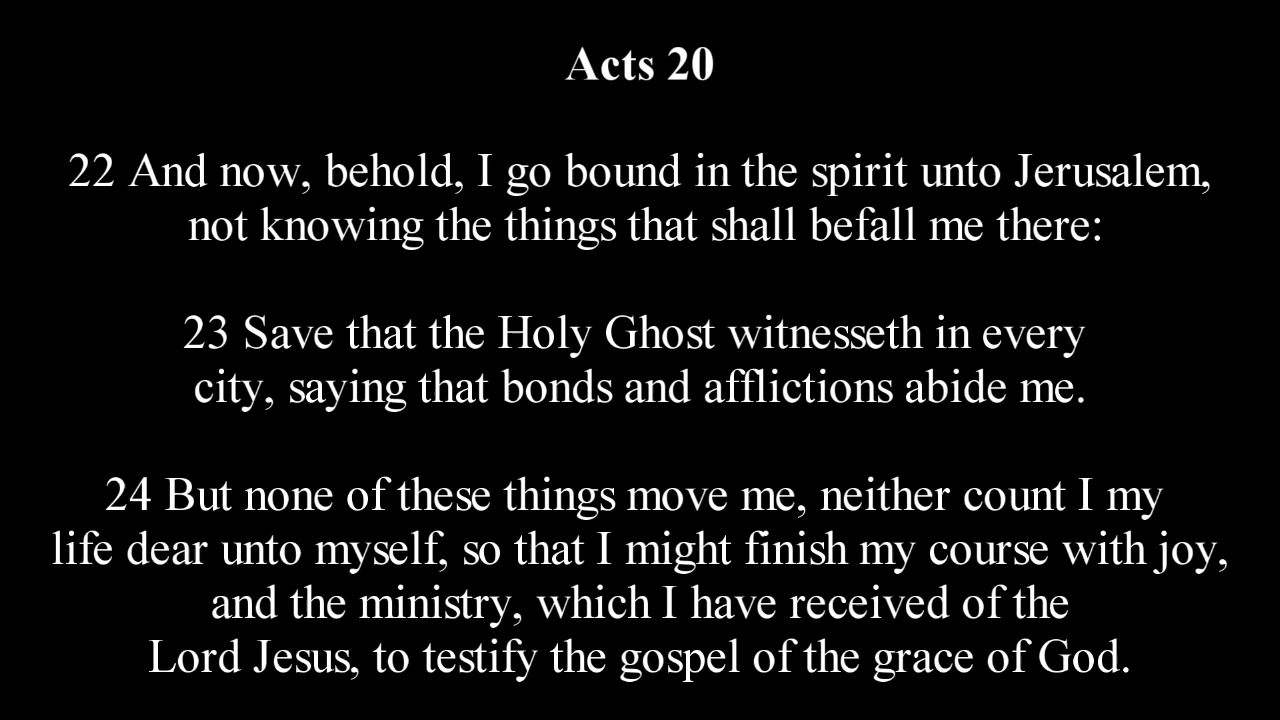 Acts 20
22 And now, behold, I go bound in the spirit unto Jerusalem,
not knowing the things that shall befall me there:
23 Save that the Holy Ghost witnesseth in every
city, saying that bonds and afflictions abide me.
24 But none of these things move me, neither count I my
life dear unto myself, so that I might finish my course with joy,
and the ministry, which I have received of the
Lord Jesus, to testify the gospel of the grace of God.